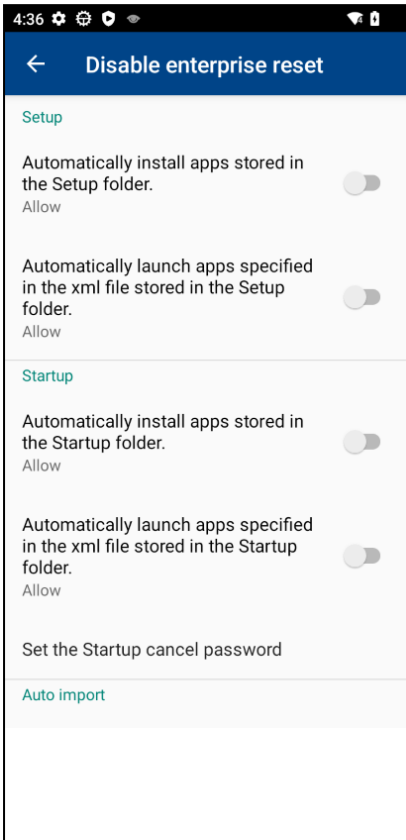 4:36
Disable enterprise reset
Setup
Automatically install apps stored in
the Setup folder.
Allow
Automatically launch apps specified
in the xml file stored in the Setup
folder.
Allow
Startup
Automatically install apps stored in
the Startup folder.
Allow
Automatically launch apps specified
in the xml file stored in the Startup
folder.
Allow
Set the Startup cancel password
Auto import